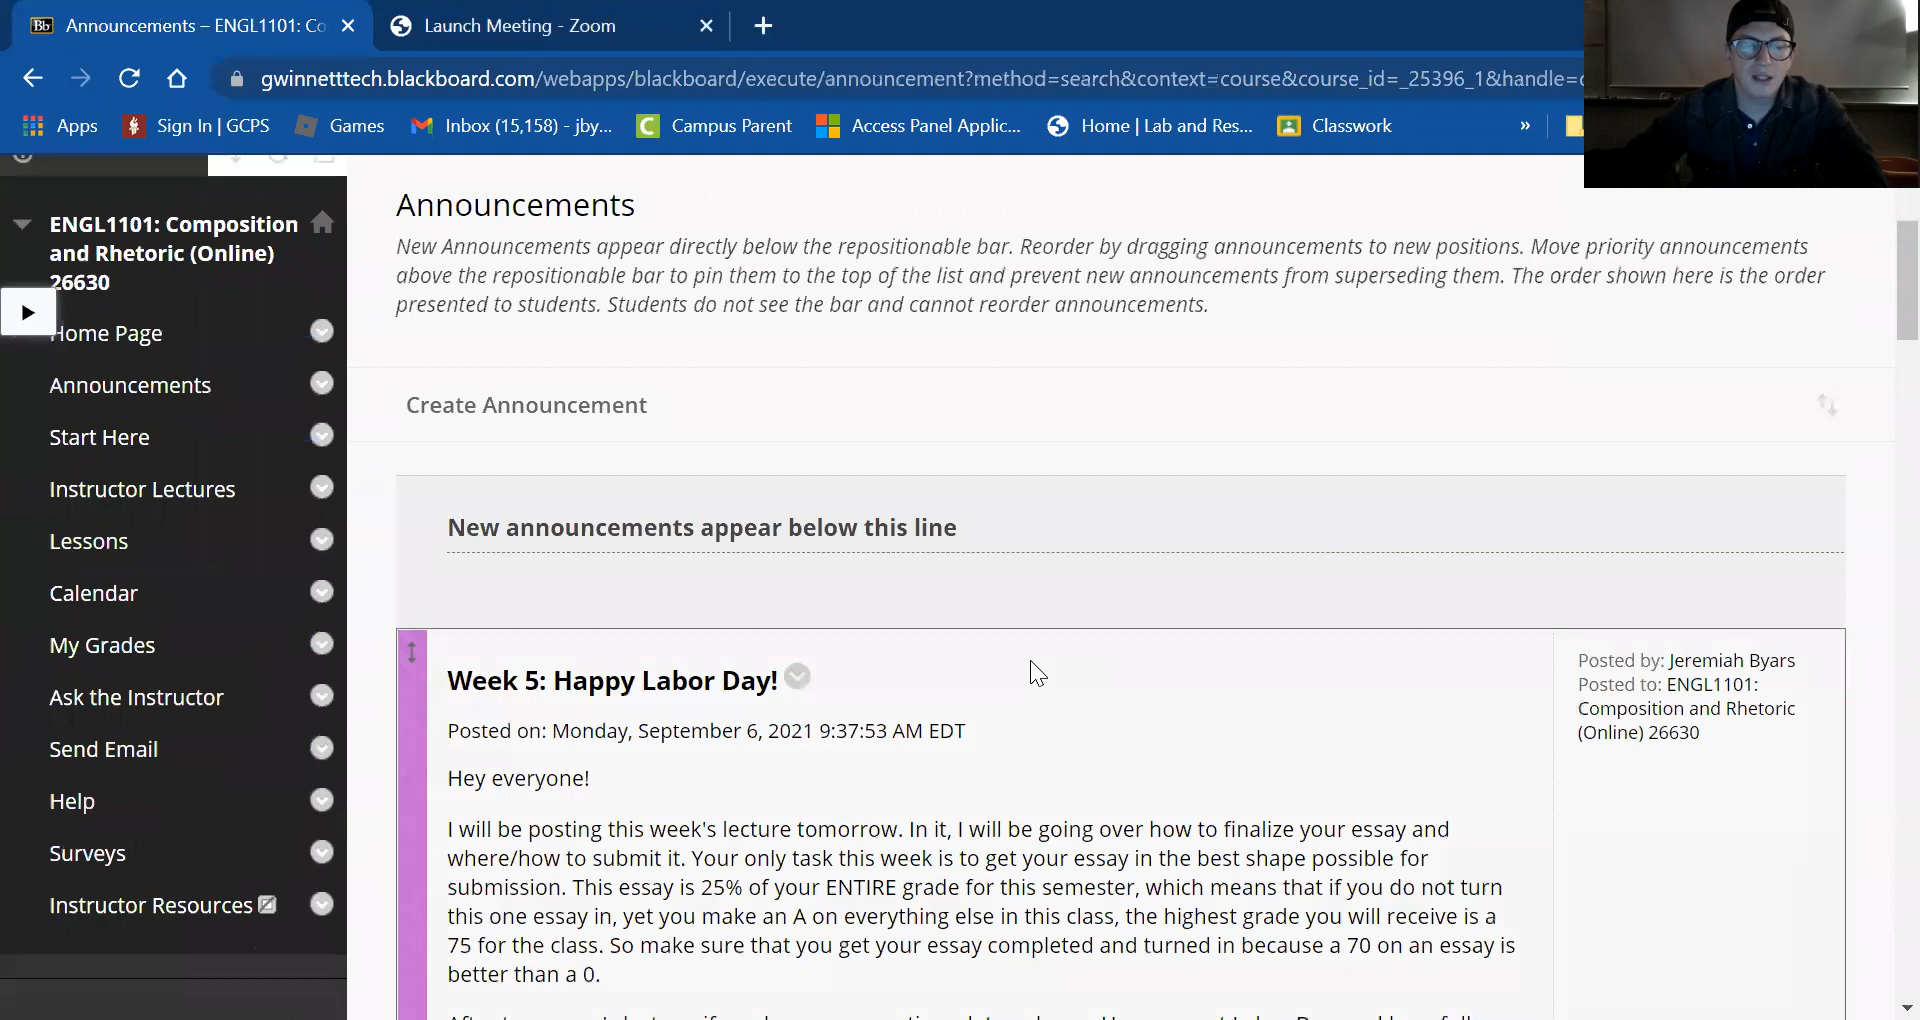 Announcements – ENGL1101: Co
Launch Meeting - Zoom
gwinnetttech.blackboard.com/webapps/blackboard/execute/announcement?method=search&context=course&course_id=_25396_1&handle=c
Apps
Sign In | GCPS
Games
Inbox (15,158) - jby...
Campus Parent
Access Panel Applic...
Home | Lab and Res...
Classwork
»
ENGL1101: Composition
and Rhetoric (Online)
26630
Home Page
Announcements
Start Here
Instructor Lectures
Lessons
Calendar
My Grades
Ask the Instructor
Send Email
Help
Surveys
Instructor Resources
Announcements
New Announcements appear directly below the repositionable bar. Reorder by dragging announcements to new positions. Move priority announcements
above the repositionable bar to pin them to the top of the list and prevent new announcements from superseding them. The order shown here is the order
presented to students. Students do not see the bar and cannot reorder announcements.
Create Announcement
New announcements appear below this line
Week 5: Happy Labor Day!
Posted on: Monday, September 6, 2021 9:37:53 AM EDT
Hey everyone!
I will be posting this week's lecture tomorrow. In it, I will be going over how to finalize your essay and
where/how to submit it. Your only task this week is to get your essay in the best shape possible for
submission. This essay is 25% of your ENTIRE grade for this semester, which means that if you do not turn
this one essay in, yet you make an A on everything else in this class, the highest grade you will receive is a
75 for the class. So make sure that you get your essay completed and turned in because a 70 on an essay is
better than a 0.
Posted by: Jeremiah Byars
Posted to: ENGL1101:
Composition and Rhetoric
(Online) 26630